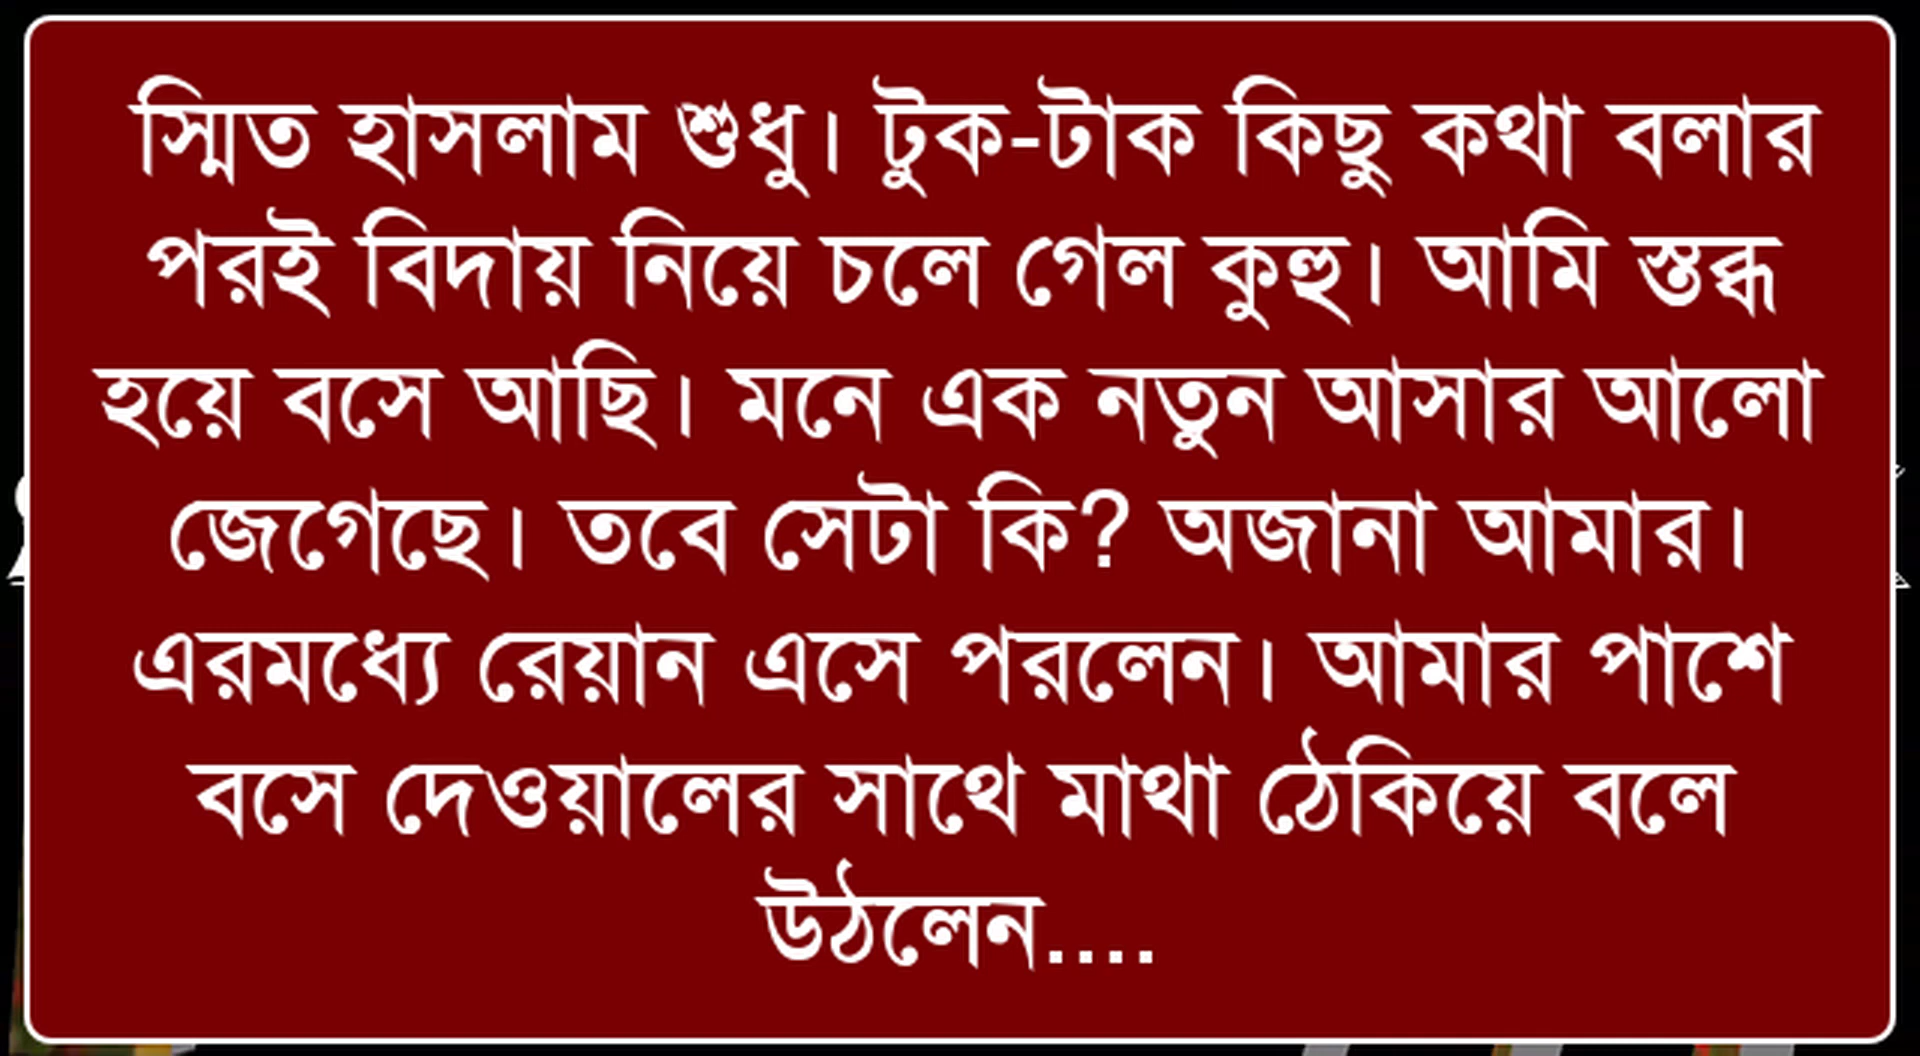 স্মিত হাসলাম শুধু। টুক-টাক কিছু কথা বলার
পরই বিদায় নিয়ে চলে গেল কুহু। আমি স্তব্ধ
হয়ে বসে আছি। মনে এক নতুন আসার আলো
জেগেছে। তবে সেটা কি? অজানা আমার।
এরমধ্যে রেয়ান এসে পরলেন। আমার পাশে
বসে দেওয়ালের সাথে মাথা ঠেকিয়ে বলে
উঠলেন....